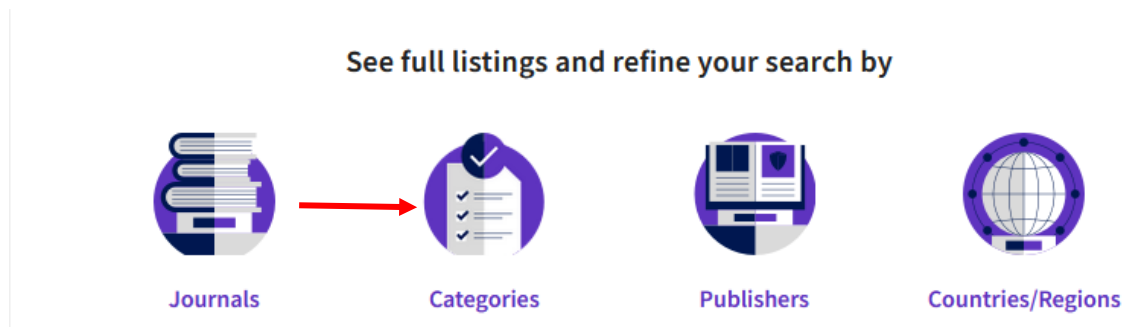 See full listings and refine your search by
Journals
Categories
Publishers
Countries/Regions